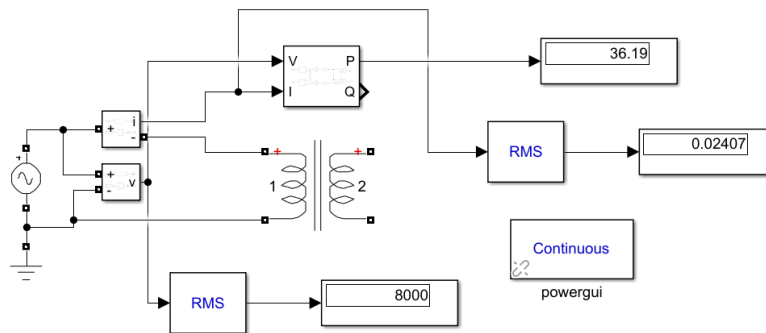 V P
36.19
I Q
+ i
-
+
+ +
RMS
0.02407
+ v
-
1 2
Continuous
powergui
RMS
8000